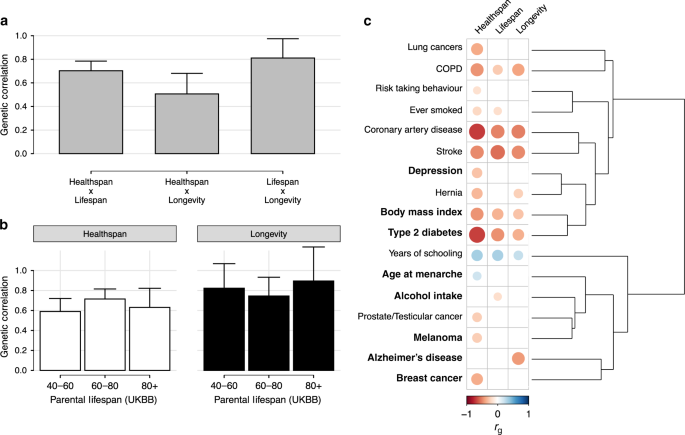 a
Genetic correlation
1.0
0.8
0.6
0.4
0.2
0.0
Healthspan
x
Lifespan
Healthspan
x
Longevity
Lifespan
x
Longevity
b
Healthspan
Longevity
Genetic correlation
1.0
0.8
0.6
0.4
0.2
0.0
40–60
60–80
80+
40–60
60–80
80+
Parental lifespan (UKBB)
Parental lifespan (UKBB)
c
Healthspan
Lifespan
Longevity
Lung cancers
COPD
Risk taking behaviour
Ever smoked
Coronary artery disease
Stroke
Depression
Hernia
Body mass index
Type 2 diabetes
Years of schooling
Age at menarche
Alcohol intake
Prostate/Testicular cancer
Melanoma
Alzheimer's disease
Breast cancer
−1
0
1
rg